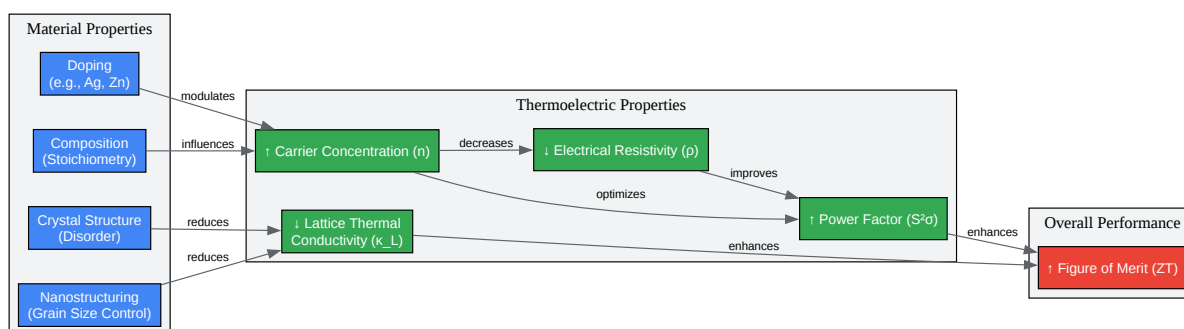 Material Properties
Doping
(e.g., Ag, Zn)
modulates
Thermoelectric Properties
Composition
(Stoichiometry)
influences
↑ Carrier Concentration (n)
decreases
↓ Electrical Resistivity (ρ)
improves
optimizes
Crystal Structure
(Disorder)
reduces
↓ Lattice Thermal
Conductivity (κ_L)
↑ Power Factor (S²σ)
enhances
Overall Performance
enhances
↑ Figure of Merit (ZT)
reduces
Nanostructuring
(Grain Size Control)